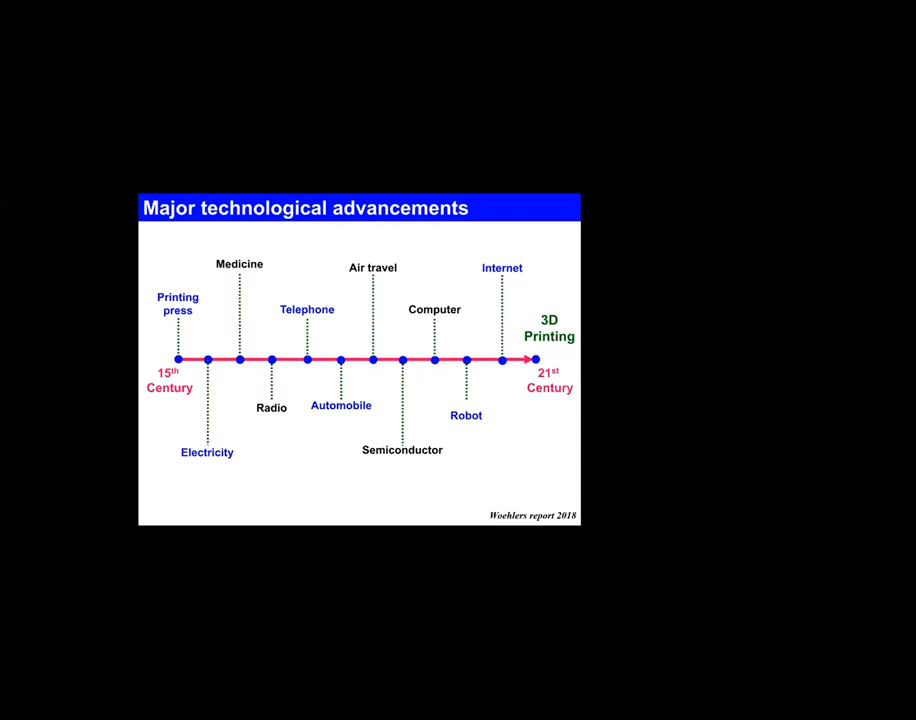 Major technological advancements
Medicine
Air travel
Internet
Printing
press
Telephone
Computer
3D
Printing
15th
Century
21st
Century
Radio
Automobile
Robot
Electricity
Semiconductor
Woehlers report 2018